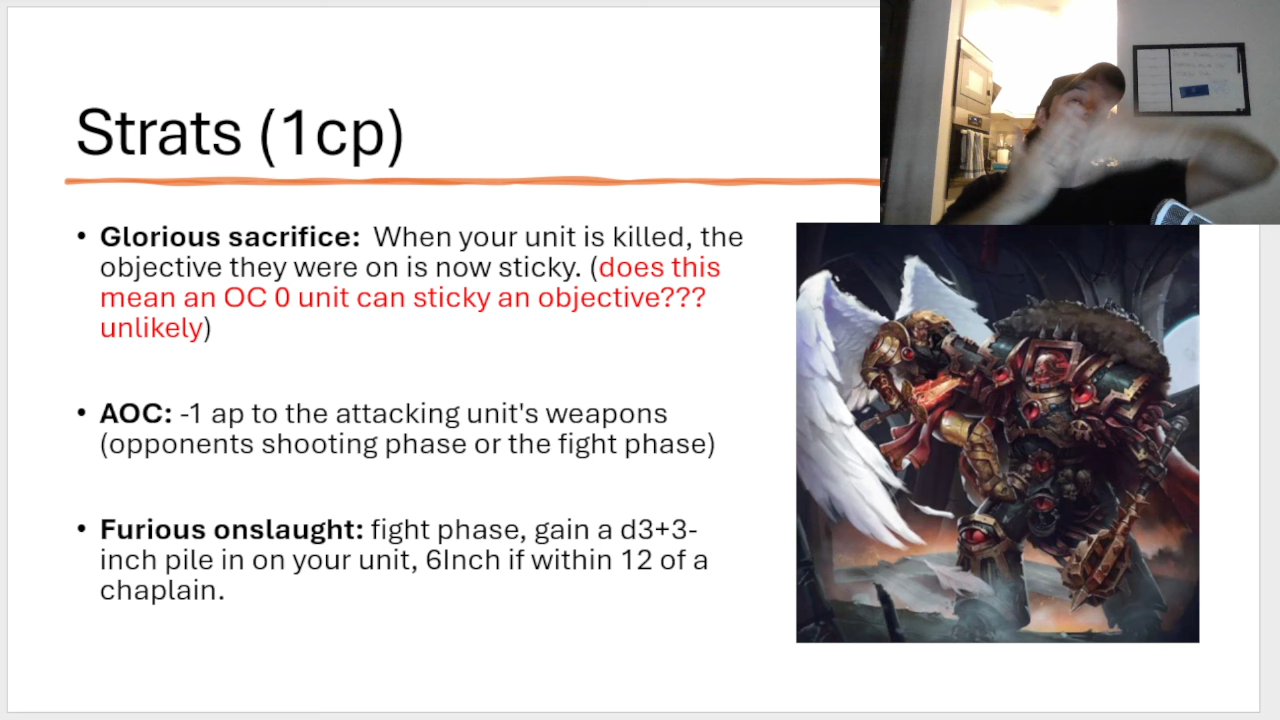 Strats (1cp)
• Glorious sacrifice: When your unit is killed, the
objective they were on is now sticky. (does this
mean an OC 0 unit can sticky an objective???
unlikely)
• AOC: -1 ap to the attacking unit's weapons
(opponents shooting phase or the fight phase)
• Furious onslaught: fight phase, gain a d3+3-
inch pile in on your unit, 6Inch if within 12 of a
chaplain.